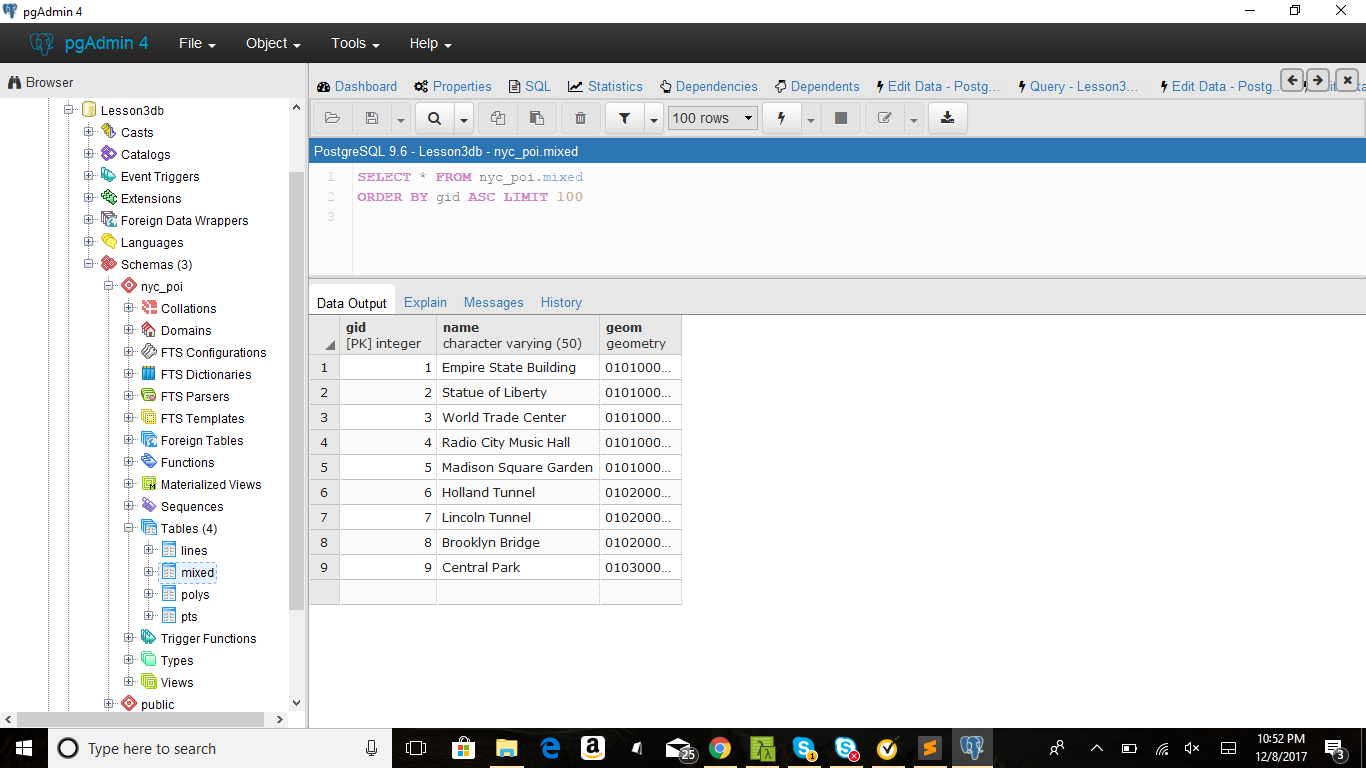 pgAdmin 4
pgAdmin 4 File Object Tools Help
Browser
Lesson3db
Casts
Catalogs
Event Triggers
Extensions
Foreign Data Wrappers
Languages
Schemas (3)
nyc_poi
Collations
Domains
FTS Configurations
FTS Dictionaries
FTS Parsers
FTS Templates
Foreign Tables
Functions
Materialized Views
Sequences
Tables (4)
lines
mixed
polys
pts
Trigger Functions
Types
Views
public
Dashboard Properties SQL Statistics Dependencies Dependents Edit Data - Postg... Query - Lesson3... Edit Data - Postg...
100 rows
PostgreSQL 9.6 - Lesson3db - nyc_poi.mixed
1 SELECT * FROM nyc_poi.mixed
2 ORDER BY gid ASC LIMIT 100
3
Data Output Explain Messages History
gid name geom
[PK] integer character varying (50) geometry
1 1 Empire State Building 0101000...
2 2 Statue of Liberty 0101000...
3 3 World Trade Center 0101000...
4 4 Radio City Music Hall 0101000...
5 5 Madison Square Garden 0101000...
6 6 Holland Tunnel 0102000...
7 7 Lincoln Tunnel 0102000...
8 8 Brooklyn Bridge 0102000...
9 9 Central Park 0103000...
Type here to search
25
1
10:52 PM
12/8/2017
3